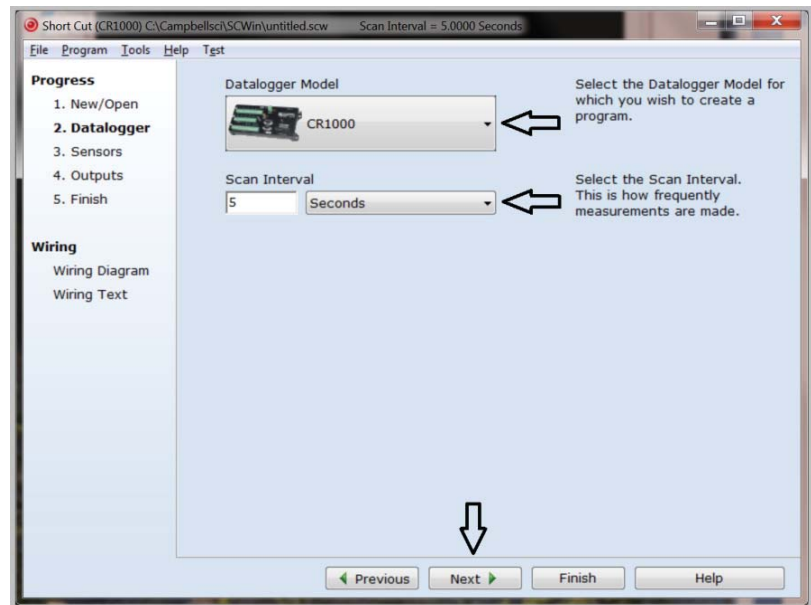 Short Cut (CR1000) C:\Campbellsci\SCWin\untitled.scw Scan Interval = 5.0000 Seconds
File Program Tools Help Test
Progress
1. New/Open
2. Datalogger
3. Sensors
4. Outputs
5. Finish
Wiring
Wiring Diagram
Wiring Text
Datalogger Model
CR1000
Select the Datalogger Model for
which you wish to create a
program.
Scan Interval
5 Seconds
Select the Scan Interval.
This is how frequently
measurements are made.
Previous Next Finish Help